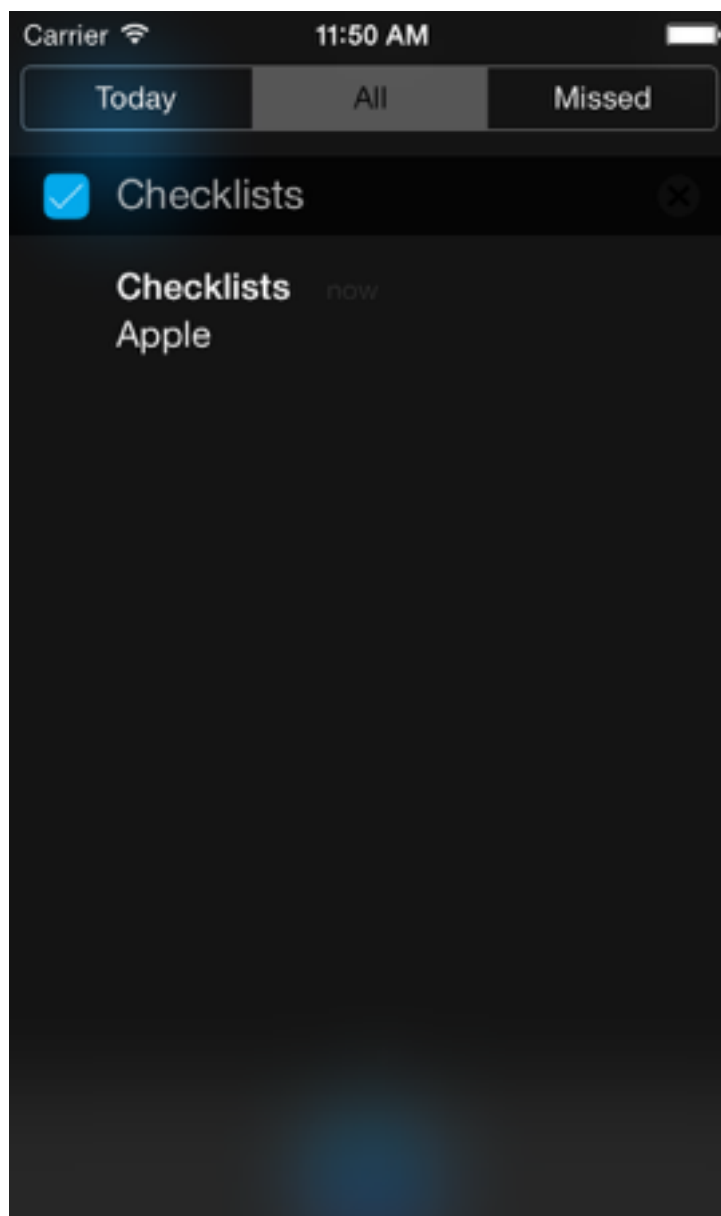 Carrier 11:50 AM
Today All Missed
Checklists
Checklists now
Apple